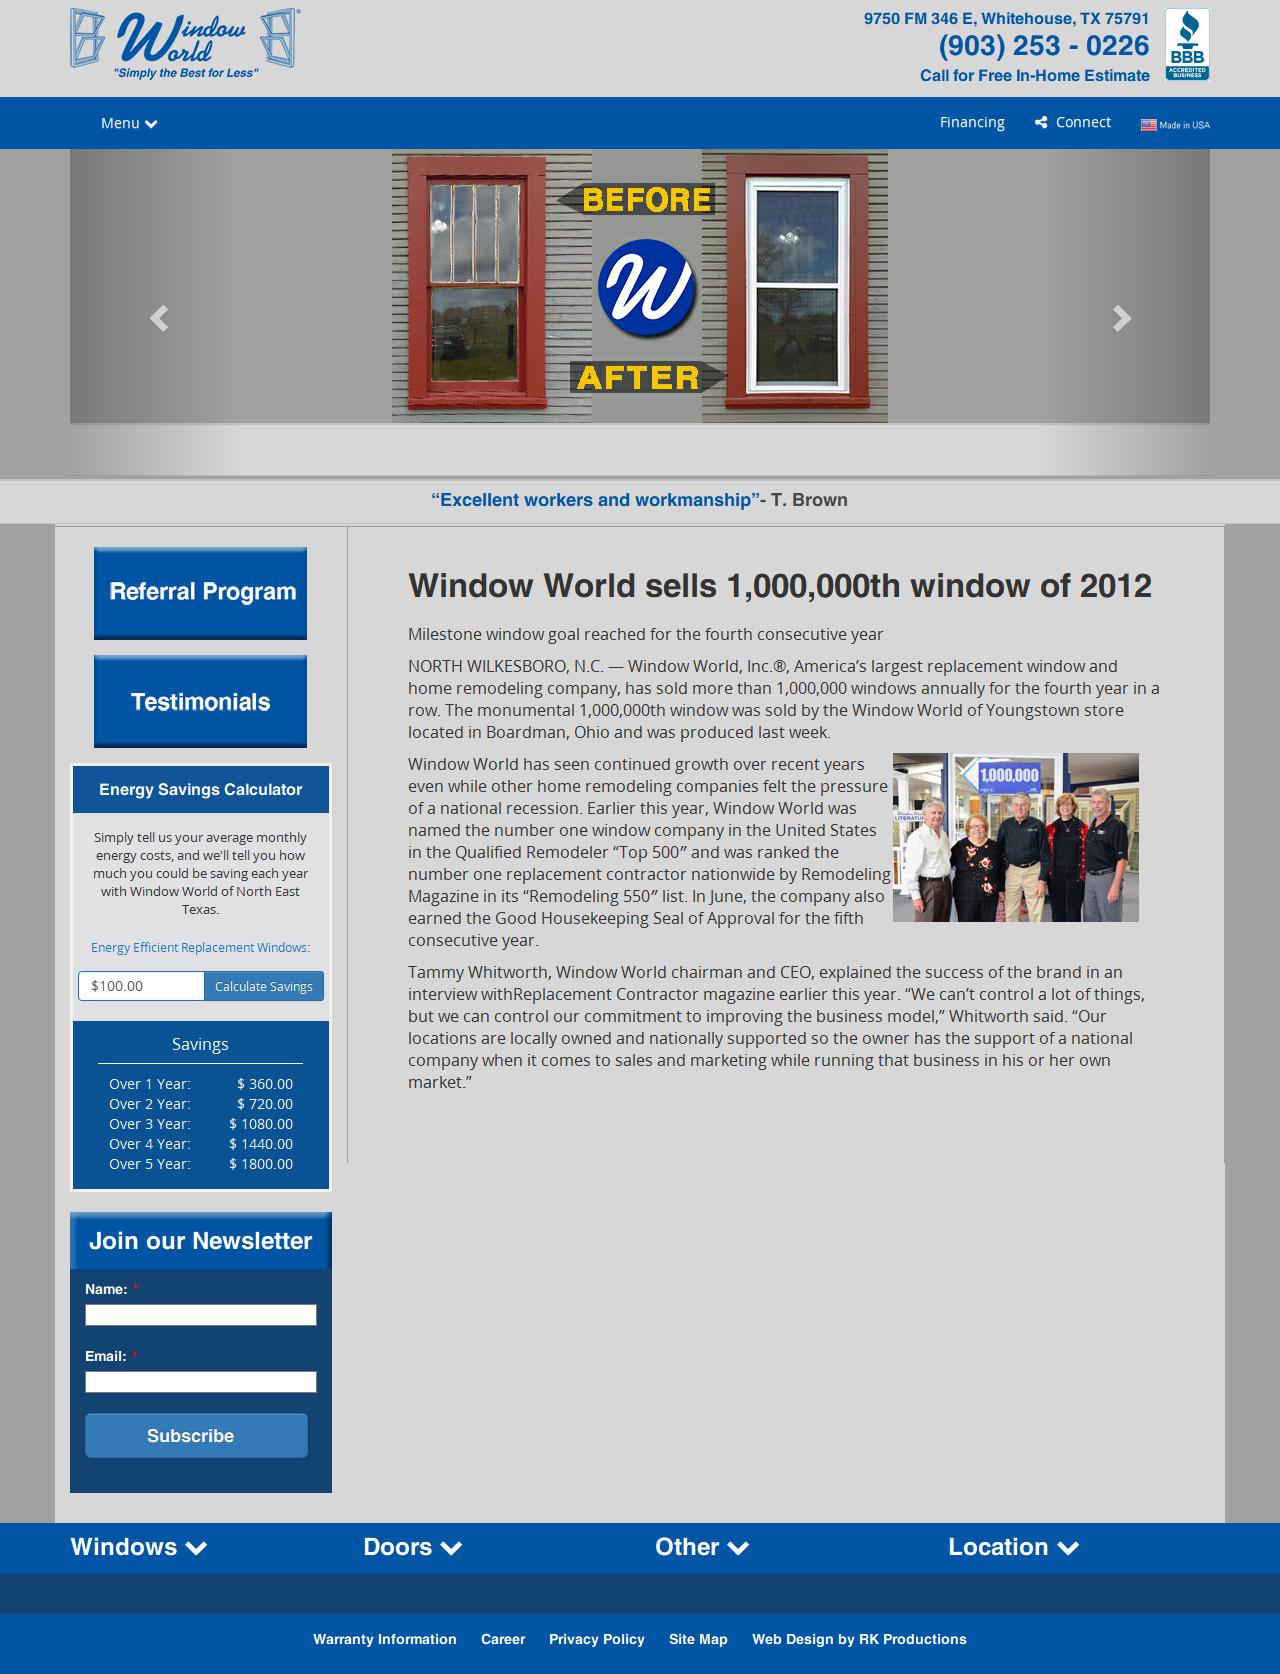 Window
World®
"Simply the Best for Less"
9750 FM 346 E, Whitehouse, TX 75791
(903) 253 - 0226
Call for Free In-Home Estimate
BBB
ACCREDITED
BUSINESS
Menu
Financing
Connect
Made in USA
BEFORE
W
AFTER
“Excellent workers and workmanship”- T. Brown
Referral Program
Testimonials
Energy Savings Calculator
Simply tell us your average monthly
energy costs, and we'll tell you how
much you could be saving each year
with Window World of North East
Texas.
Energy Efficient Replacement Windows:
$100.00
Calculate Savings
Savings
Over 1 Year: $ 360.00
Over 2 Year: $ 720.00
Over 3 Year: $ 1080.00
Over 4 Year: $ 1440.00
Over 5 Year: $ 1800.00
Join our Newsletter
Name: *
Email: *
Subscribe
Window World sells 1,000,000th window of 2012
Milestone window goal reached for the fourth consecutive year
NORTH WILKESBORO, N.C. — Window World, Inc.®, America’s largest replacement window and
home remodeling company, has sold more than 1,000,000 windows annually for the fourth year in a
row. The monumental 1,000,000th window was sold by the Window World of Youngstown store
located in Boardman, Ohio and was produced last week.
Window World has seen continued growth over recent years
even while other home remodeling companies felt the pressure
of a national recession. Earlier this year, Window World was
named the number one window company in the United States
in the Qualified Remodeler “Top 500” and was ranked the
number one replacement contractor nationwide by Remodeling
Magazine in its “Remodeling 550” list. In June, the company also
earned the Good Housekeeping Seal of Approval for the fifth
consecutive year.
1,000,000
Tammy Whitworth, Window World chairman and CEO, explained the success of the brand in an
interview withReplacement Contractor magazine earlier this year. “We can’t control a lot of things,
but we can control our commitment to improving the business model,” Whitworth said. “Our
locations are locally owned and nationally supported so the owner has the support of a national
company when it comes to sales and marketing while running that business in his or her own
market.”
Windows
Doors
Other
Location
Warranty Information
Career
Privacy Policy
Site Map
Web Design by RK Productions